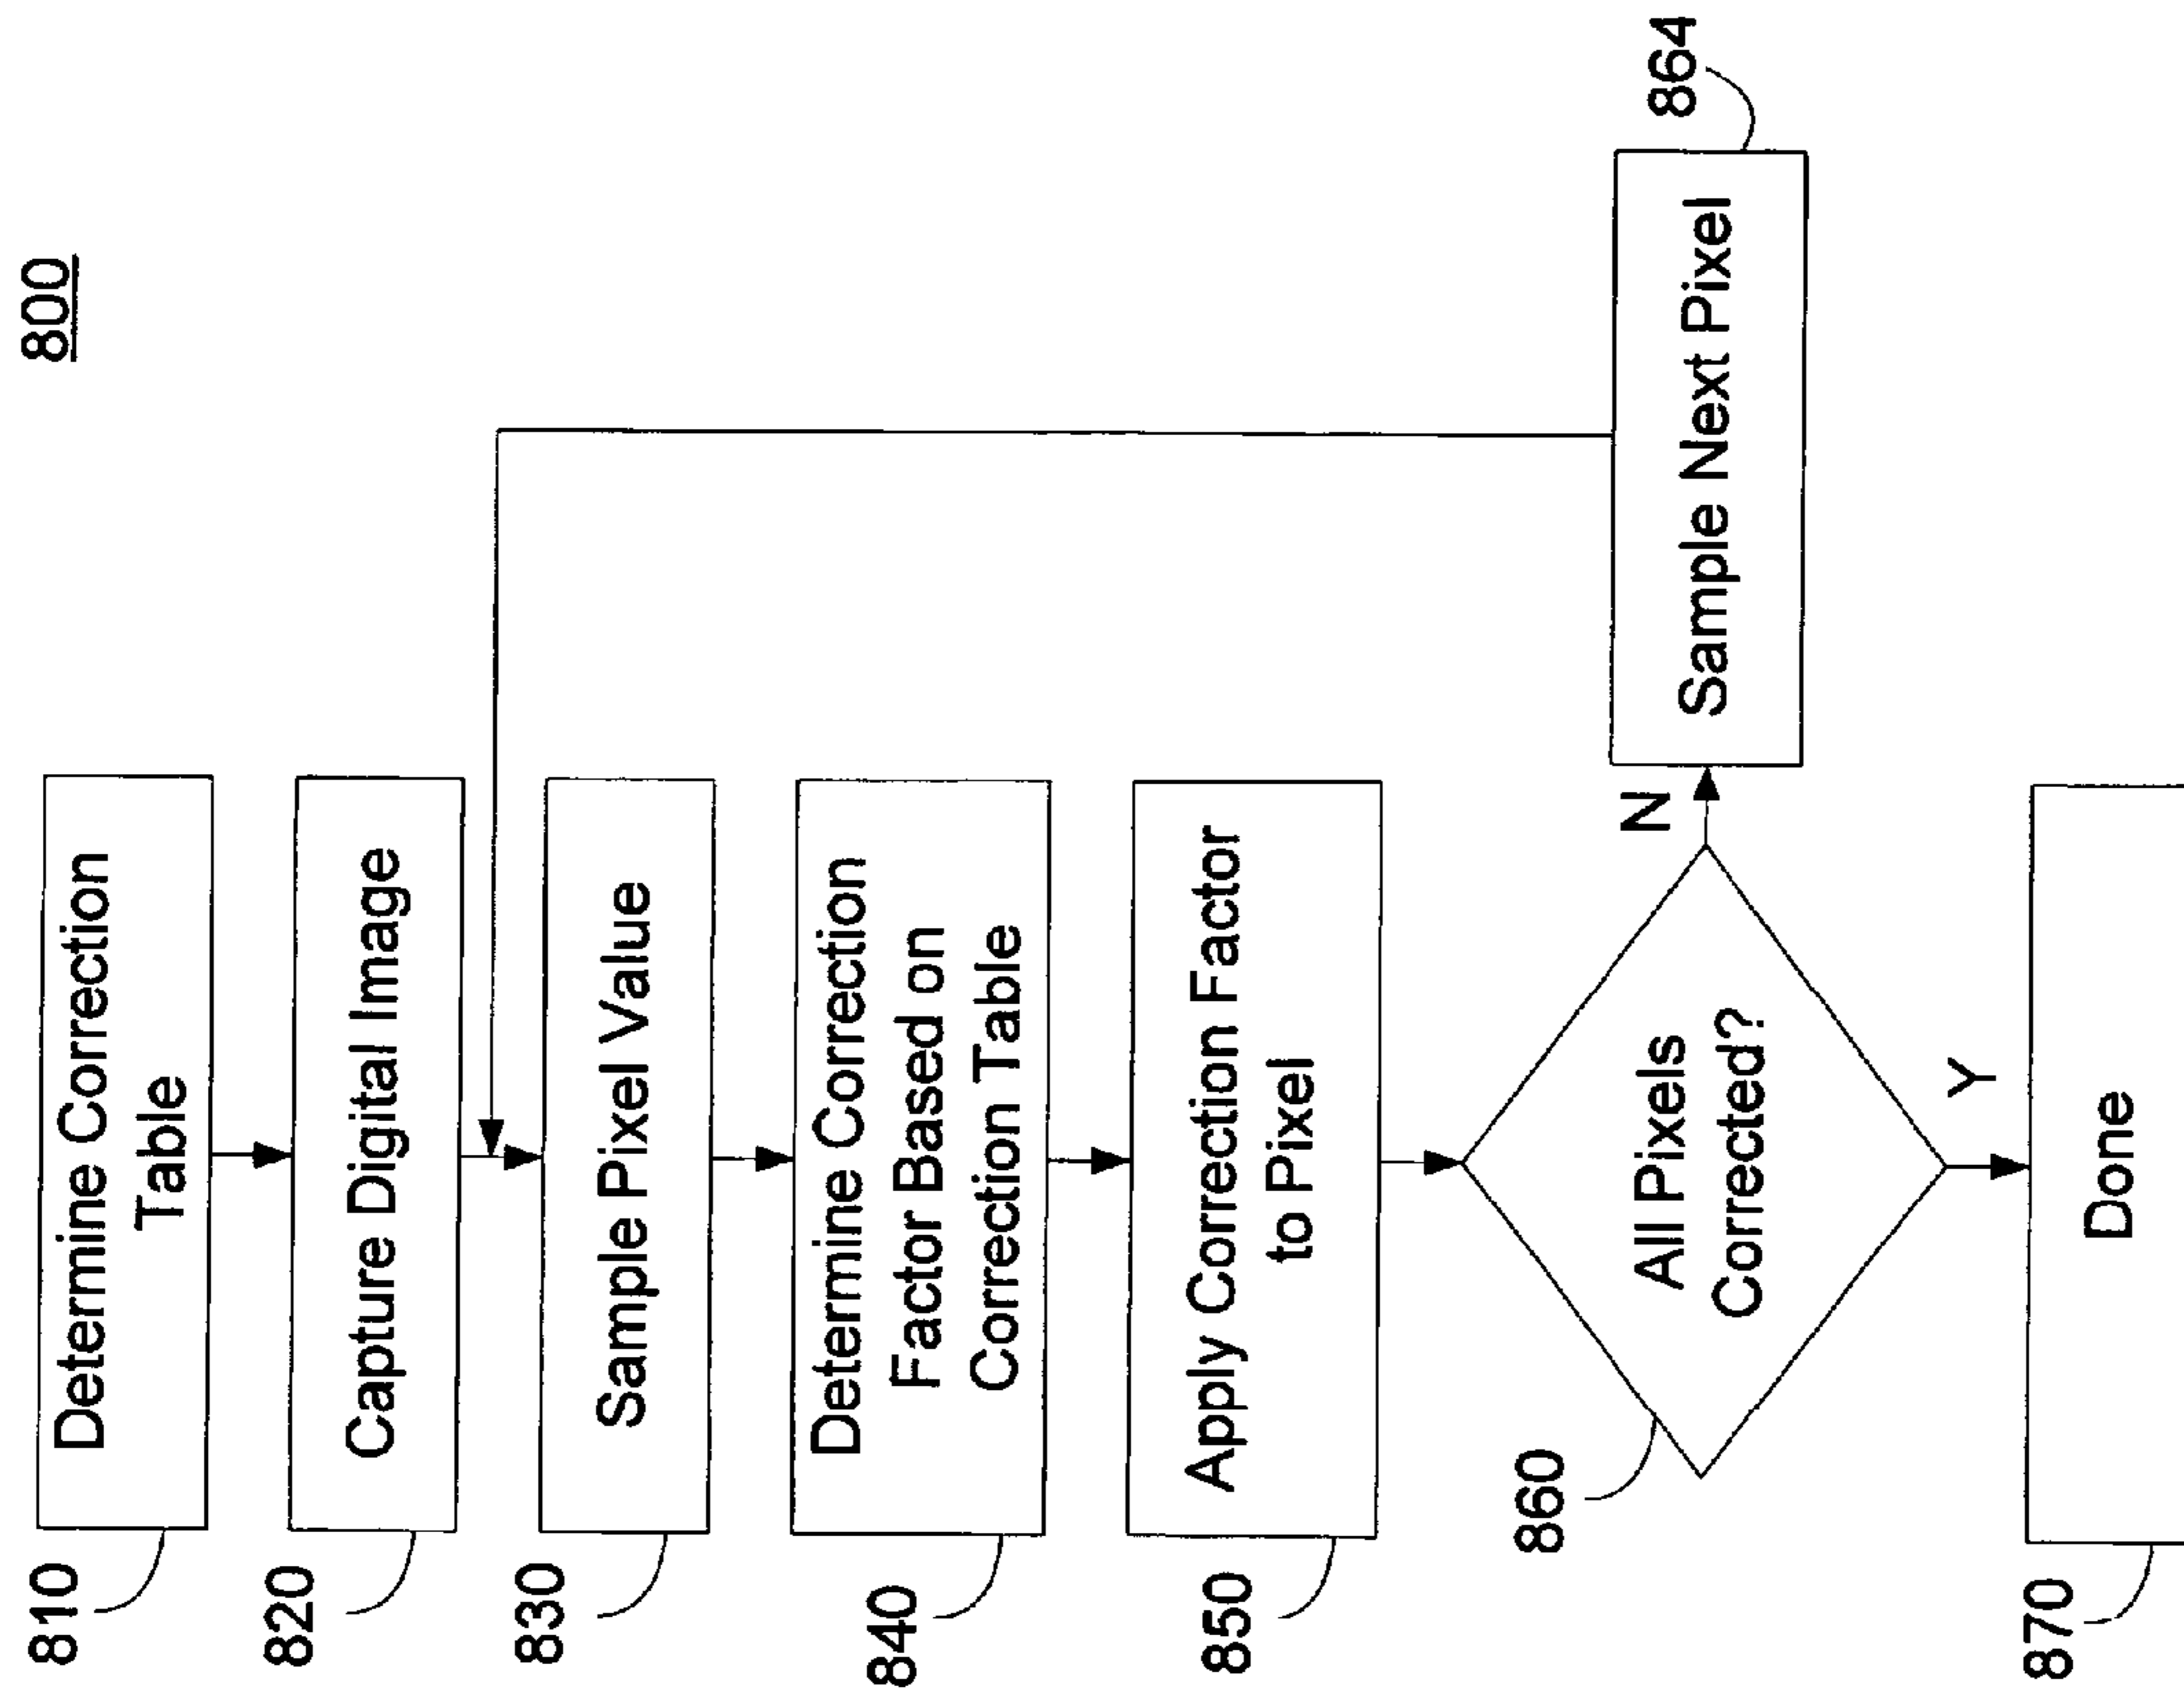 800
810
Determine Correction
Table
820
Capture Digital Image
830
Sample Pixel Value
840
Determine Correction
Factor Based on
Correction Table
850
Apply Correction Factor
to Pixel
860
All Pixels
Corrected?
N
Sample Next Pixel
864
Y
870
Done